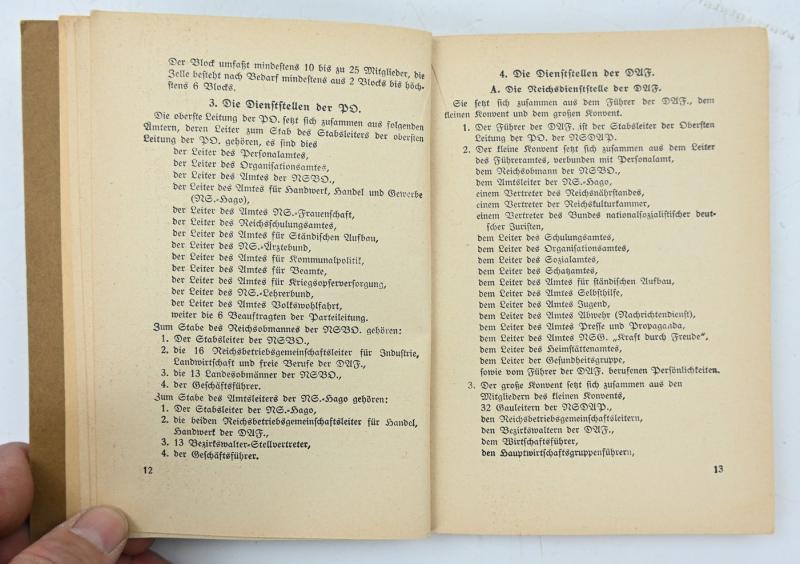 Der Block umfaßt mindestens 10 bis zu 25 Mitglieder, die
Zelle besteht nach Bedarf mindestens aus 2 Blocks bis höch-
stens 6 Blocks.
3. Die Dienststellen der PO.
Die oberste Leitung der PO. setzt sich zusammen aus folgenden
Ämtern, deren Leiter zum Stab des Stabsleiters der obersten
Leitung der PO. gehören, es sind dies
der Leiter des Personalamtes,
der Leiter des Organisationsamtes,
der Leiter des Amtes der NSBO.,
der Leiter des Amtes für Handwerk, Handel und Gewerbe
(NS.-Hago),
der Leiter des Amtes NS.-Frauenschaft,
der Leiter des Reichsschulungsamtes,
der Leiter des Amtes für Ständischen Aufbau,
der Leiter des NS.-Ärztebund,
der Leiter des Amtes für Kommunalpolitik,
der Leiter des Amtes für Beamte,
der Leiter des Amtes für Kriegsopferversorgung,
der Leiter des NS.-Lehrerbund,
der Leiter des Amtes Volkswohlfahrt,
weiter die 6 Beauftragten der Parteileitung.
Zum Stabe des Reichsobmannes der NSBO. gehören:
1. Der Stabsleiter der NSBO.,
2. die 16 Reichsbetriebsgemeinschaftsleiter für Industrie,
Landwirtschaft und freie Berufe der DAF.,
3. die 13 Landesobmänner der NSBO.,
4. der Geschäftsführer.
Zum Stabe des Amtsleiters der NS.-Hago gehören:
1. Der Stabsleiter der NS.-Hago,
2. die beiden Reichsbetriebsgemeinschaftsleiter für Handel,
Handwerk der DAF.,
3. 13 Bezirkswalter-Stellvertreter,
4. der Geschäftsführer.
12
4. Die Dienststellen der DAF.
A. Die Reichsdienststelle der DAF.
Sie setzt sich zusammen aus dem Führer der DAF., dem
kleinen Konvent und dem großen Konvent.
1. Der Führer der DAF. ist der Stabsleiter der Obersten
Leitung der PO. der NSDAP.
2. Der kleine Konvent setzt sich zusammen aus dem Leiter
des Führeramtes, verbunden mit Personalamt,
dem Reichsobmann der NSBO.,
dem Amtsleiter der NS.-Hago,
einem Vertreter des Reichsnährstandes,
einem Vertreter der Reichskulturkammer,
einem Vertreter des Bundes nationalsozialistischer deut-
scher Juristen,
dem Leiter des Schulungsamtes,
dem Leiter des Organisationsamtes,
dem Leiter des Sozialamtes,
dem Leiter des Schatzamtes,
dem Leiter des Amtes für ständischen Aufbau,
dem Leiter des Amtes Selbsthilfe,
dem Leiter des Amtes Jugend,
dem Leiter des Amtes Abwehr (Nachrichtendienst),
dem Leiter des Amtes Presse und Propaganda,
dem Leiter des Amtes NSG. „Kraft durch Freude“,
dem Leiter des Heimstättenamtes,
dem Leiter der Gesundheitsgruppe,
sowie vom Führer der DAF. berufenen Persönlichkeiten.
3. Der große Konvent setzt sich zusammen aus den
Mitgliedern des kleinen Konvents,
32 Gauleitern der NSDAP.,
den Reichsbetriebsgemeinschaftsleitern,
den Bezirkswaltern der DAF.,
dem Wirtschaftsführer,
den Hauptwirtschaftsgruppenführern,
13